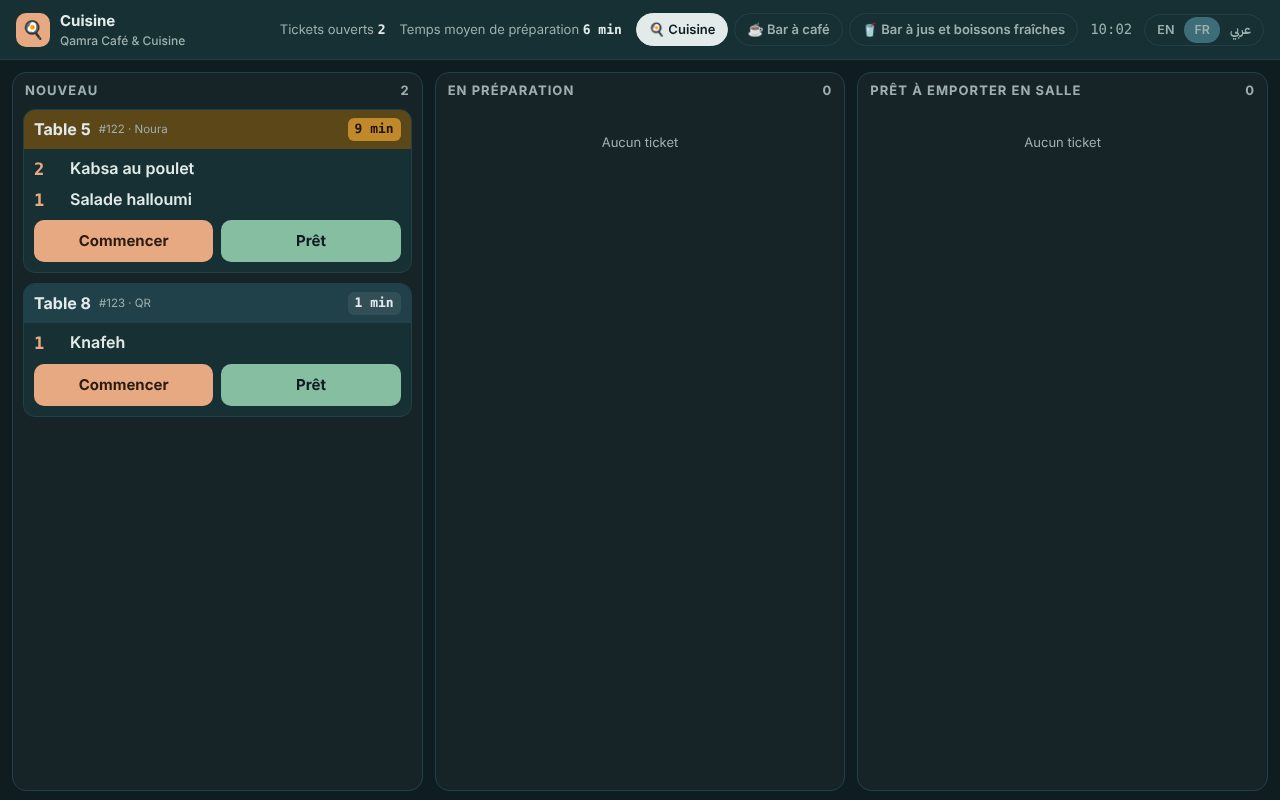 Cuisine
Qamra Café & Cuisine
Tickets ouverts 2 Temps moyen de préparation 6 min
Cuisine
Bar à café
Bar à jus et boissons fraîches
10:02
EN FR عربي
NOUVEAU 2
Table 5 #122 · Noura 9 min
2 Kabsa au poulet
1 Salade halloumi
Commencer Prêt
Table 8 #123 · QR 1 min
1 Knafeh
Commencer Prêt
EN PRÉPARATION 0
Aucun ticket
PRÊT À EMPORTER EN SALLE 0
Aucun ticket